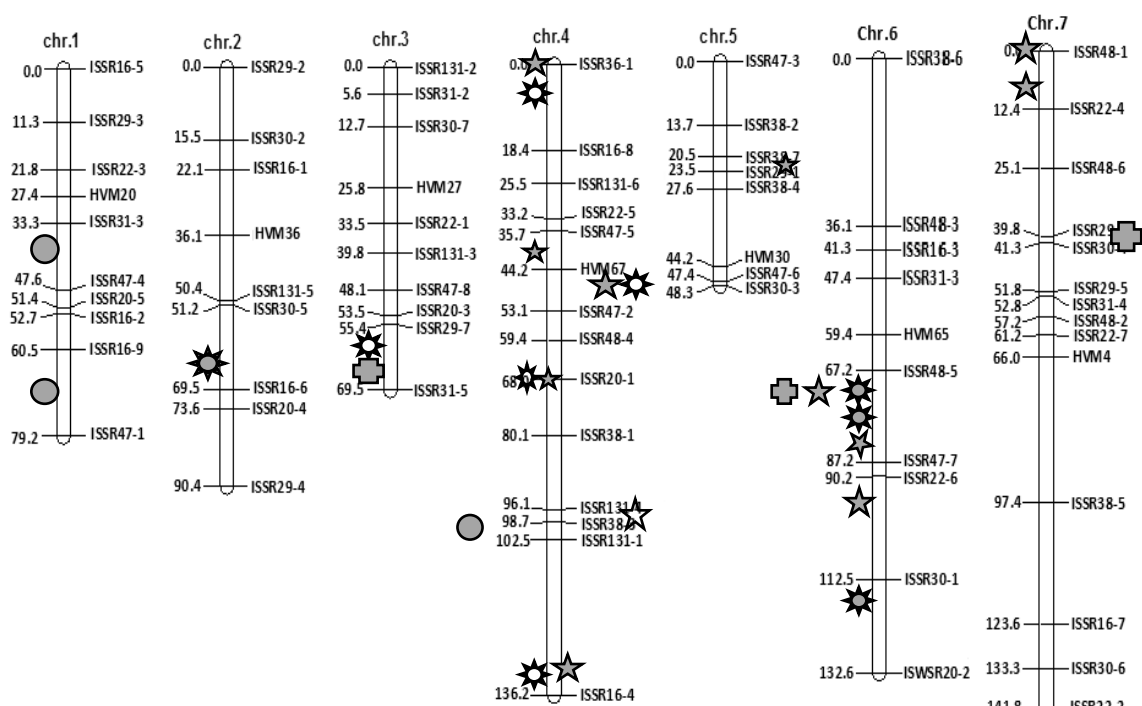 chr.1
0.0 ISSR16-5
11.3 ISSR29-3
21.8 ISSR22-3
27.4 HVM20
33.3 ISSR31-3
47.6 ISSR47-4
51.4 ISSR20-5
52.7 ISSR16-2
60.5 ISSR16-9
79.2 ISSR47-1
chr.2
0.0 ISSR29-2
15.5 ISSR30-2
22.1 ISSR16-1
36.1 HVM36
50.4 ISSR131-5
51.2 ISSR30-5
69.5 ISSR16-6
73.6 ISSR20-4
90.4 ISSR29-4
chr.3
0.0 ISSR131-2
5.6 ISSR31-2
12.7 ISSR30-7
25.8 HVM27
33.5 ISSR22-1
39.8 ISSR131-3
48.1 ISSR47-8
53.5 ISSR20-3
55.4 ISSR29-7
69.5 ISSR31-5
chr.4
ISSR36-1
18.4 ISSR16-8
25.5 ISSR131-6
33.2 ISSR22-5
35.7 ISSR47-5
44.2 HVM67
53.1 ISSR47-2
59.4 ISSR48-4
ISSR20-1
80.1 ISSR38-1
96.1
98.7
102.5 ISSR131-1
136.2 ISSR16-4
chr.5
0.0 ISSR47-3
13.7 ISSR38-2
20.5
23.5
27.6 ISSR38-4
44.2 HVM30
47.4 ISSR47-6
48.3 ISSR30-3
Chr.6
0.0 ISSR38-6
36.1 ISSR48-3
41.3 ISSR16-3
47.4 ISSR31-3
59.4 HVM65
67.2 ISSR48-5
87.2 ISSR47-7
90.2 ISSR22-6
112.5 ISSR30-1
132.6 ISWSR20-2
Chr.7
ISSR48-1
12.4 ISSR22-4
25.1 ISSR48-6
39.8
41.3
51.8 ISSR29-5
52.8 ISSR31-4
57.2 ISSR48-2
61.2 ISSR22-7
66.0 HVM4
97.4 ISSR38-5
123.6 ISSR16-7
133.3 ISSR30-6
141.8 ISSR22-2